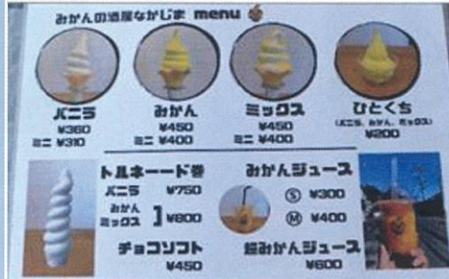 みかんの酒屋なかじま menu
バニラ
¥360
ミニ ¥310
みかん
¥450
ミニ ¥400
ミックス
¥450
ミニ ¥400
ひとくち
(バニラ、みかん、ミックス)
¥200
トルネード巻
バニラ ¥750
みかん
ミックス ] ¥800
チョコソフト
¥450
みかんジュース
Ⓢ ¥300
Ⓜ ¥400
超みかんジュース
¥600